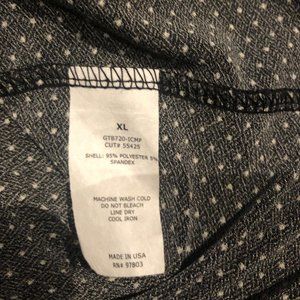 XL
GTB720-ICMP
CUT# 55425
SHELL: 95% POLYESTER 5%
SPANDEX
MACHINE WASH COLD
DO NOT BLEACH
LINE DRY
COOL IRON
MADE IN USA
RN# 97803